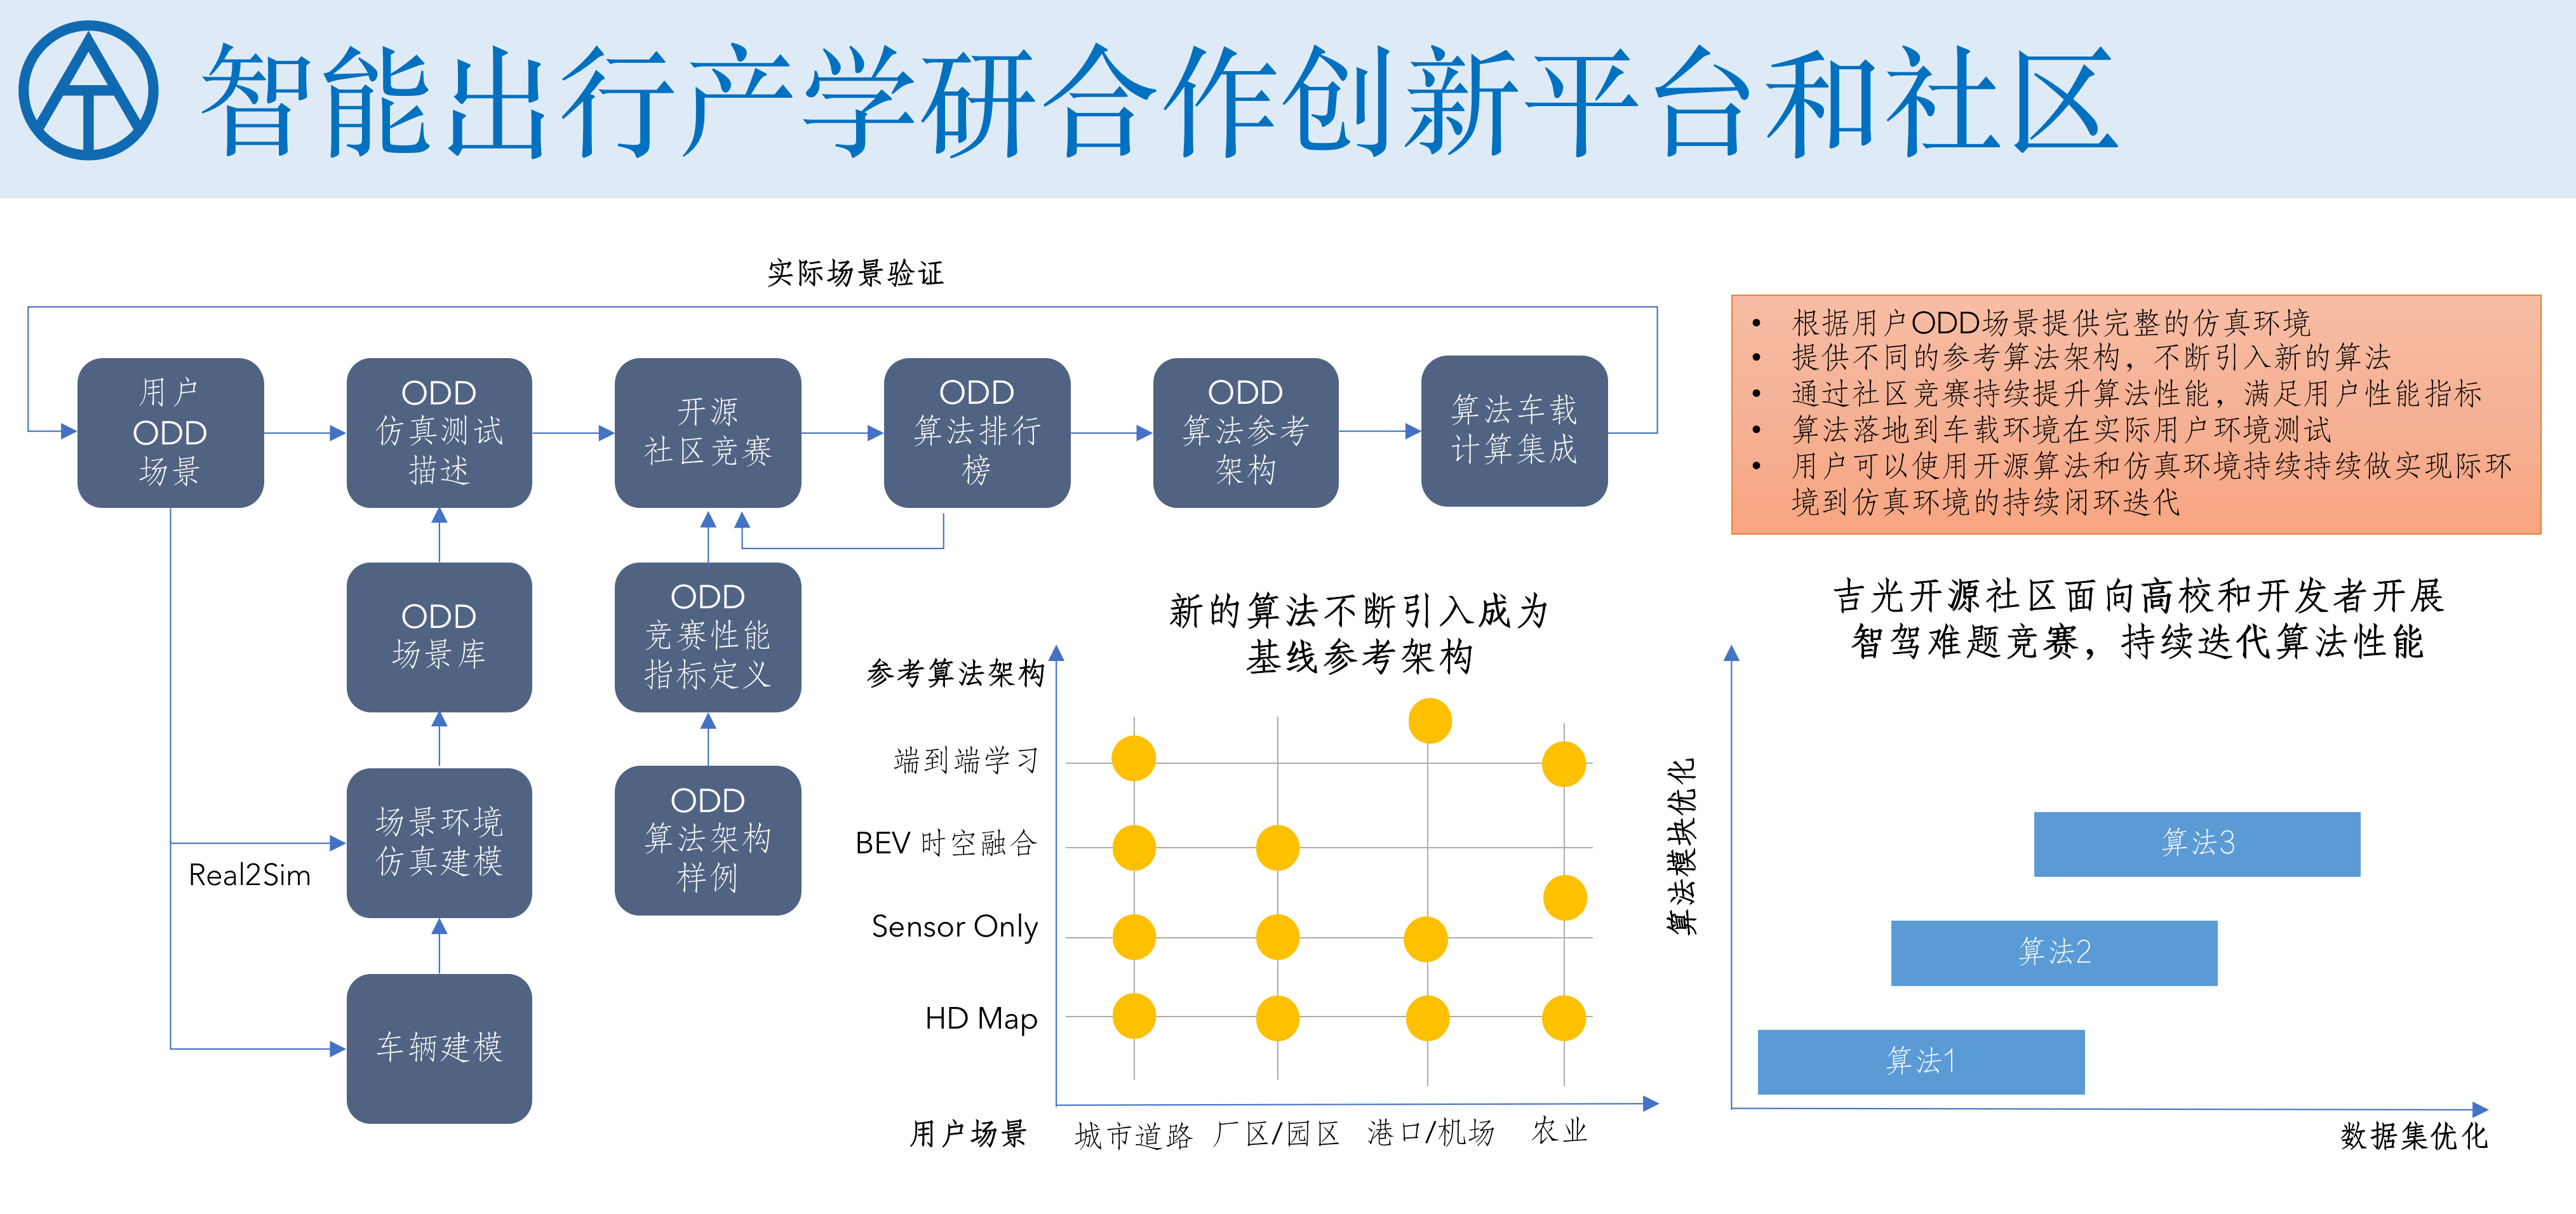 智能出行产学研合作创新平台和社区
实际场景验证
用户
ODD
场景
ODD
仿真测试
描述
开源
社区竞赛
ODD
算法排行
榜
ODD
算法参考
架构
算法车载
计算集成
ODD
场景库
ODD
竞赛性能
指标定义
场景环境
仿真建模
ODD
算法架构
样例
Real2Sim
车辆建模
• 根据用户ODD场景提供完整的仿真环境
• 提供不同的参考算法架构，不断引入新的算法
• 通过社区竞赛持续提升算法性能，满足用户性能指标
• 算法落地到车载环境在实际用户环境测试
• 用户可以使用开源算法和仿真环境持续持续做实现际环
境到仿真环境的持续闭环迭代
新的算法不断引入成为
基线参考架构
参考算法架构
端到端学习
BEV 时空融合
Sensor Only
HD Map
用户场景
城市道路
厂区/园区
港口/机场
农业
吉光开源社区面向高校和开发者开展
智驾难题竞赛，持续迭代算法性能
算法模块优化
算法3
算法2
算法1
数据集优化